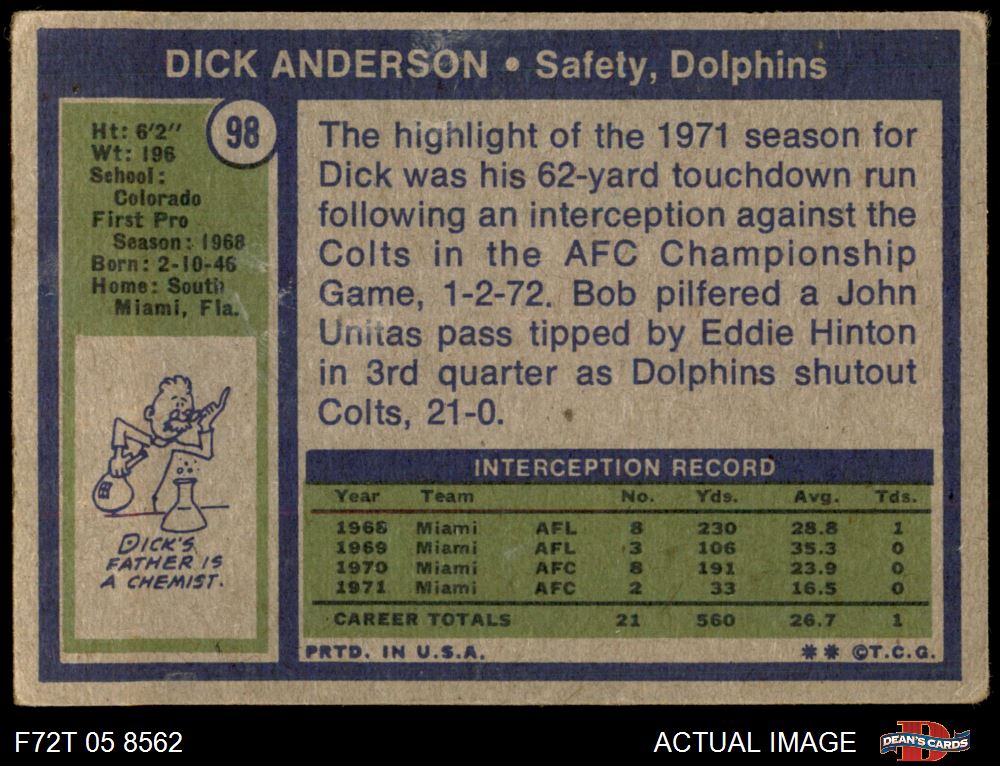 DICK ANDERSON • Safety, Dolphins
98
Ht: 6'2"
Wt: 196
School:
Colorado
First Pro
Season: 1968
Born: 2-10-46
Home: South
Miami, Fla.
DICK'S
FATHER IS
A CHEMIST.
The highlight of the 1971 season for
Dick was his 62-yard touchdown run
following an interception against the
Colts in the AFC Championship
Game, 1-2-72. Bob pilfered a John
Unitas pass tipped by Eddie Hinton
in 3rd quarter as Dolphins shutout
Colts, 21-0.
INTERCEPTION RECORD
Year Team No. Yds. Avg. Tds.
1968 Miami AFL 8 230 28.8 1
1969 Miami AFL 3 106 35.3 0
1970 Miami AFC 8 191 23.9 0
1971 Miami AFC 2 33 16.5 0
CAREER TOTALS 21 560 26.7 1
PRTD. IN U.S.A. ** ©T.C.G.
F72T 05 8562 ACTUAL IMAGE DEAN'S CARDS